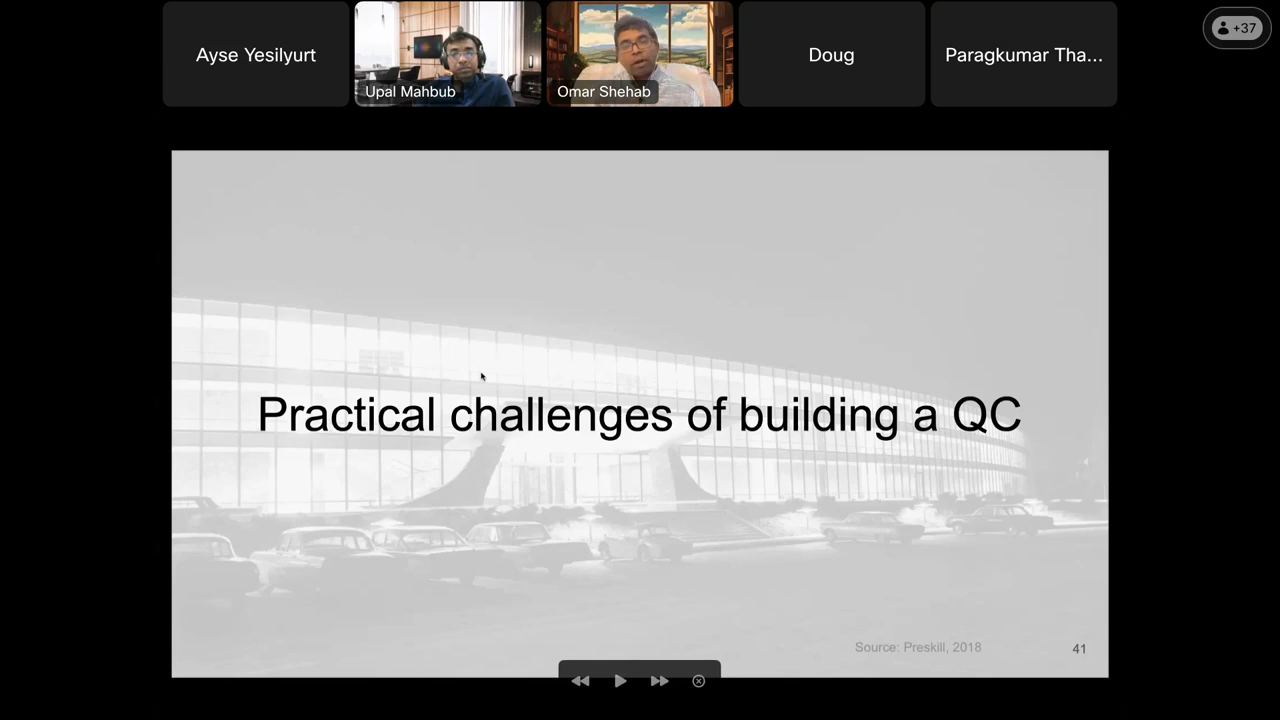 Ayse Yesilyurt
Upal Mahbub
Omar Shehab
Doug
Paragkumar Tha...
+37
Practical challenges of building a QC
Source: Preskill, 2018
41